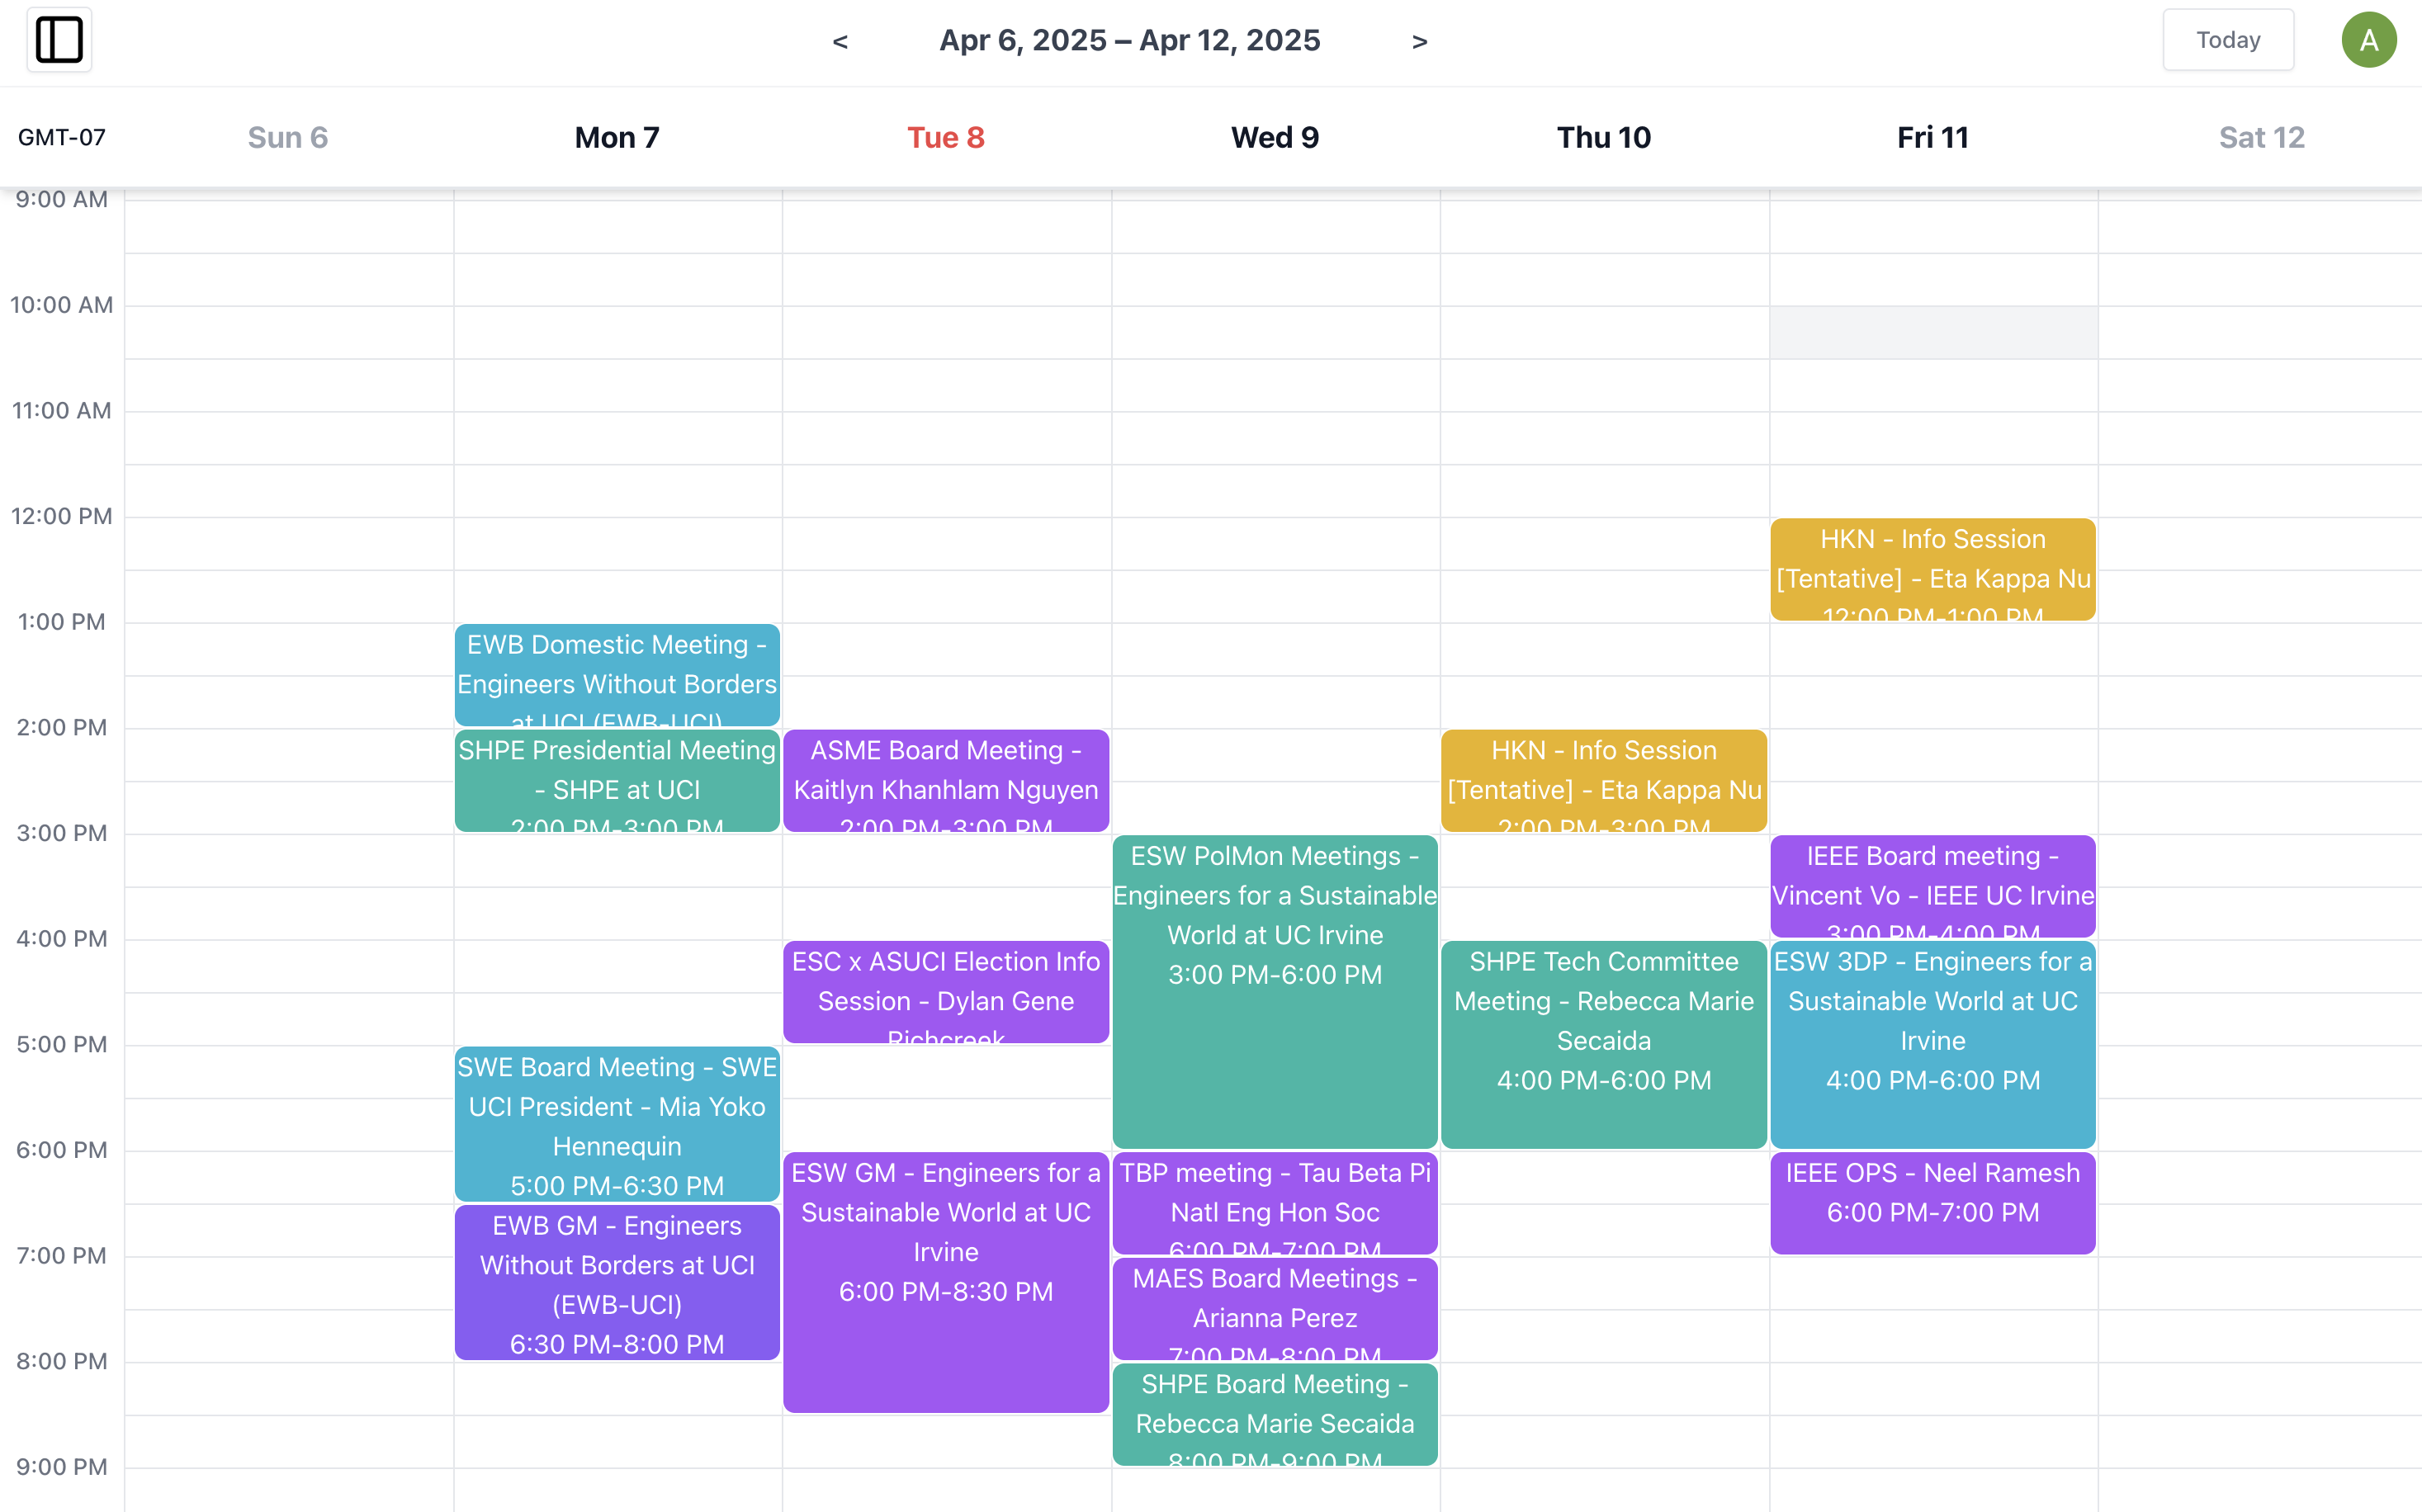 < Apr 6, 2025 – Apr 12, 2025 > Today A
GMT-07 Sun 6 Mon 7 Tue 8 Wed 9 Thu 10 Fri 11 Sat 12
9:00 AM
10:00 AM
11:00 AM
12:00 PM
1:00 PM
2:00 PM
3:00 PM
4:00 PM
5:00 PM
6:00 PM
7:00 PM
8:00 PM
9:00 PM
EWB Domestic Meeting -
Engineers Without Borders
at UCI (EWB-UCI)
SHPE Presidential Meeting
- SHPE at UCI
2:00 PM-3:00 PM
SWE Board Meeting - SWE
UCI President - Mia Yoko
Hennequin
5:00 PM-6:30 PM
EWB GM - Engineers
Without Borders at UCI
(EWB-UCI)
6:30 PM-8:00 PM
ASME Board Meeting -
Kaitlyn Khanhlam Nguyen
2:00 PM-3:00 PM
ESC x ASUCI Election Info
Session - Dylan Gene
Richcreek
ESW GM - Engineers for a
Sustainable World at UC
Irvine
6:00 PM-8:30 PM
ESW PolMon Meetings -
Engineers for a Sustainable
World at UC Irvine
3:00 PM-6:00 PM
TBP meeting - Tau Beta Pi
Natl Eng Hon Soc
6:00 PM-7:00 PM
MAES Board Meetings -
Arianna Perez
7:00 PM-8:00 PM
SHPE Board Meeting -
Rebecca Marie Secaida
8:00 PM-9:00 PM
HKN - Info Session
[Tentative] - Eta Kappa Nu
2:00 PM-3:00 PM
SHPE Tech Committee
Meeting - Rebecca Marie
Secaida
4:00 PM-6:00 PM
HKN - Info Session
[Tentative] - Eta Kappa Nu
12:00 PM-1:00 PM
IEEE Board meeting -
Vincent Vo - IEEE UC Irvine
3:00 PM-4:00 PM
ESW 3DP - Engineers for a
Sustainable World at UC
Irvine
4:00 PM-6:00 PM
IEEE OPS - Neel Ramesh
6:00 PM-7:00 PM